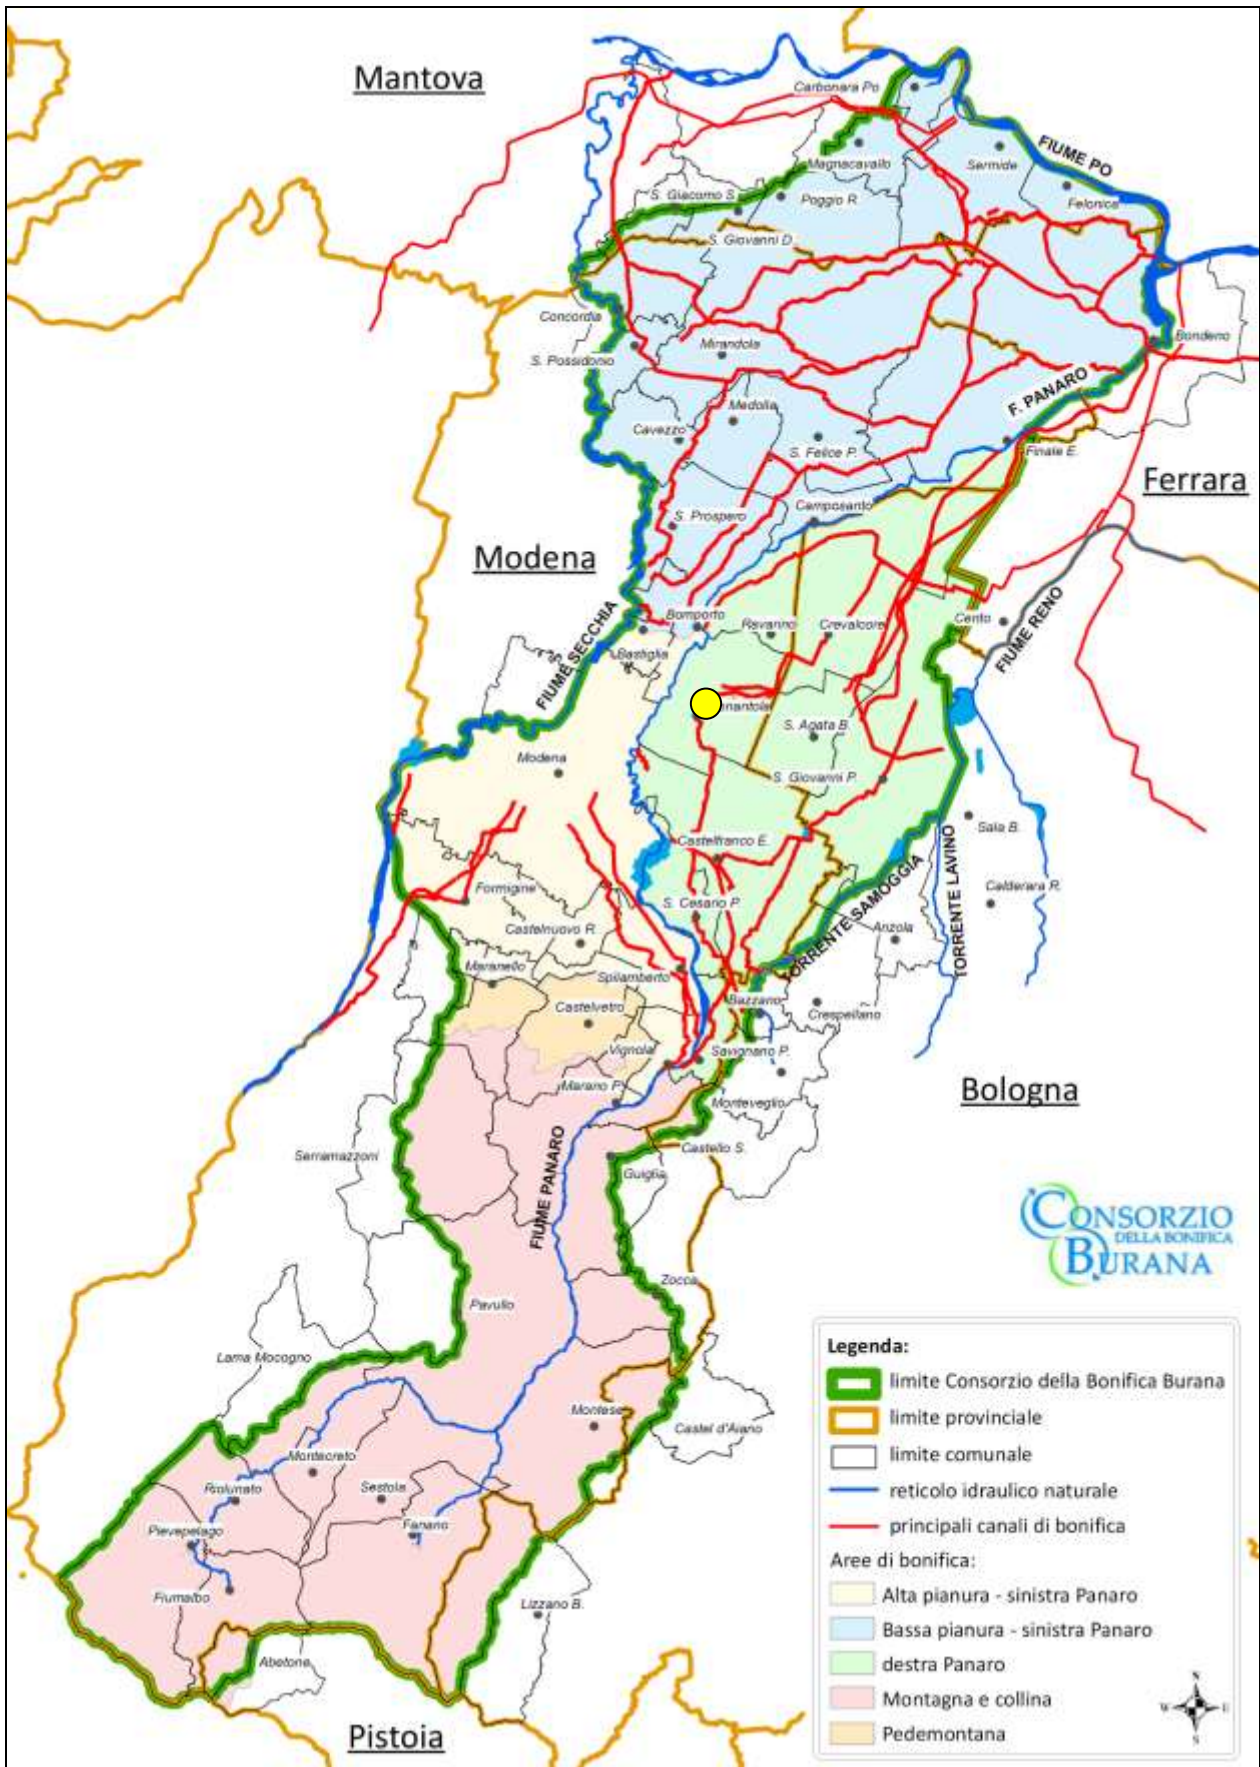 Mantova
Carbonara Po
FIUME PO
Magnacavallo
Sermide
S. Giacomo S.
Poggio R.
Felonica
S. Giovanni D.
Concordia
Bondeno
S. Possidonio
Mirandola
F. PANARO
Medolla
Cavezzo
S. Felice P.
Finale E.
Ferrara
Camposanto
S. Prospero
Modena
FIUME SECCHIA
Bomporto
Ravarino
Crevalcore
Cento
FIUME RENO
Bastiglia
nantola
S. Agata B.
Modena
S. Giovanni P.
Sala B.
Castelfranco E.
TORRENTE LAVINO
TORRENTE SAMOGGIA
Calderara R.
Formigine
S. Cesario P.
Castelnuovo R.
Anzola
Maranello
Spilamberto
Castelvetro
Bazzano
Crespellano
Vignola
Savignano P.
Bologna
Marano P.
Monteveglio
Castello S.
Serramazzoni
Guiglia
FIUME PANARO
CONSORZIO
DELLA BONIFICA
BURANA
Zocca
Pavullo
Lama Mocogno
Montese
Castel d'Aiano
Montecreto
Riolunato
Sestola
Pievepelago
Fanano
Fiumalbo
Lizzano B.
Abetone
Pistoia
Legenda:
limite Consorzio della Bonifica Burana
limite provinciale
limite comunale
reticolo idraulico naturale
principali canali di bonifica
Aree di bonifica:
Alta pianura - sinistra Panaro
Bassa pianura - sinistra Panaro
destra Panaro
Montagna e collina
Pedemontana
N
W E
S